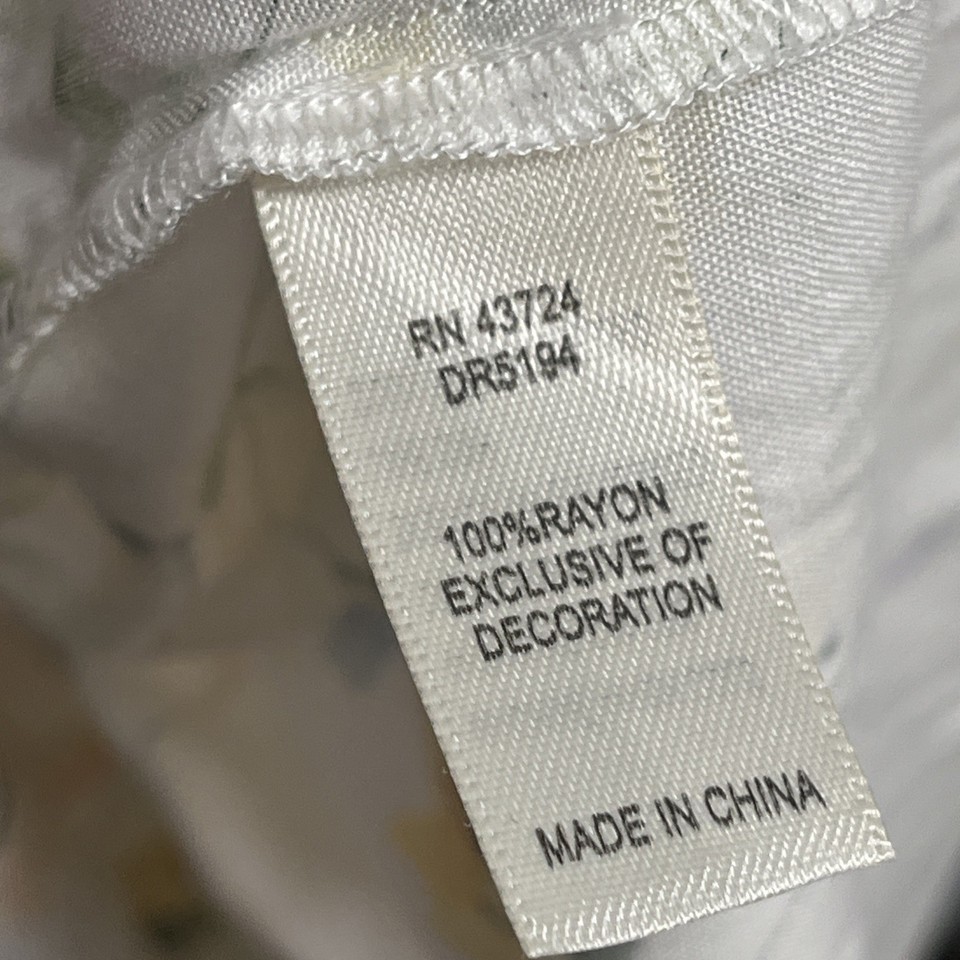 RN 43724
DR5194
100%RAYON
EXCLUSIVE OF
DECORATION
MADE IN CHINA